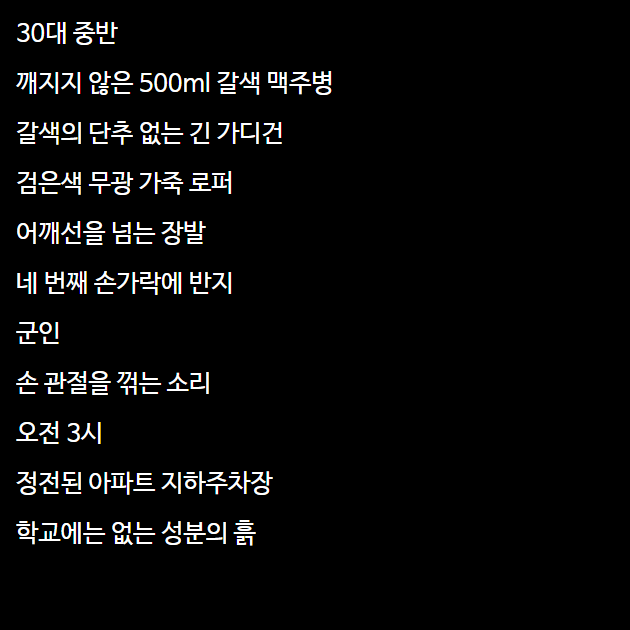 30대 중반
깨지지 않은 500ml 갈색 맥주병
갈색의 단추 없는 긴 가디건
검은색 무광 가죽 로퍼
어깨선을 넘는 장발
네 번째 손가락에 반지
군인
손 관절을 꺾는 소리
오전 3시
정전된 아파트 지하주차장
학교에는 없는 성분의 흙